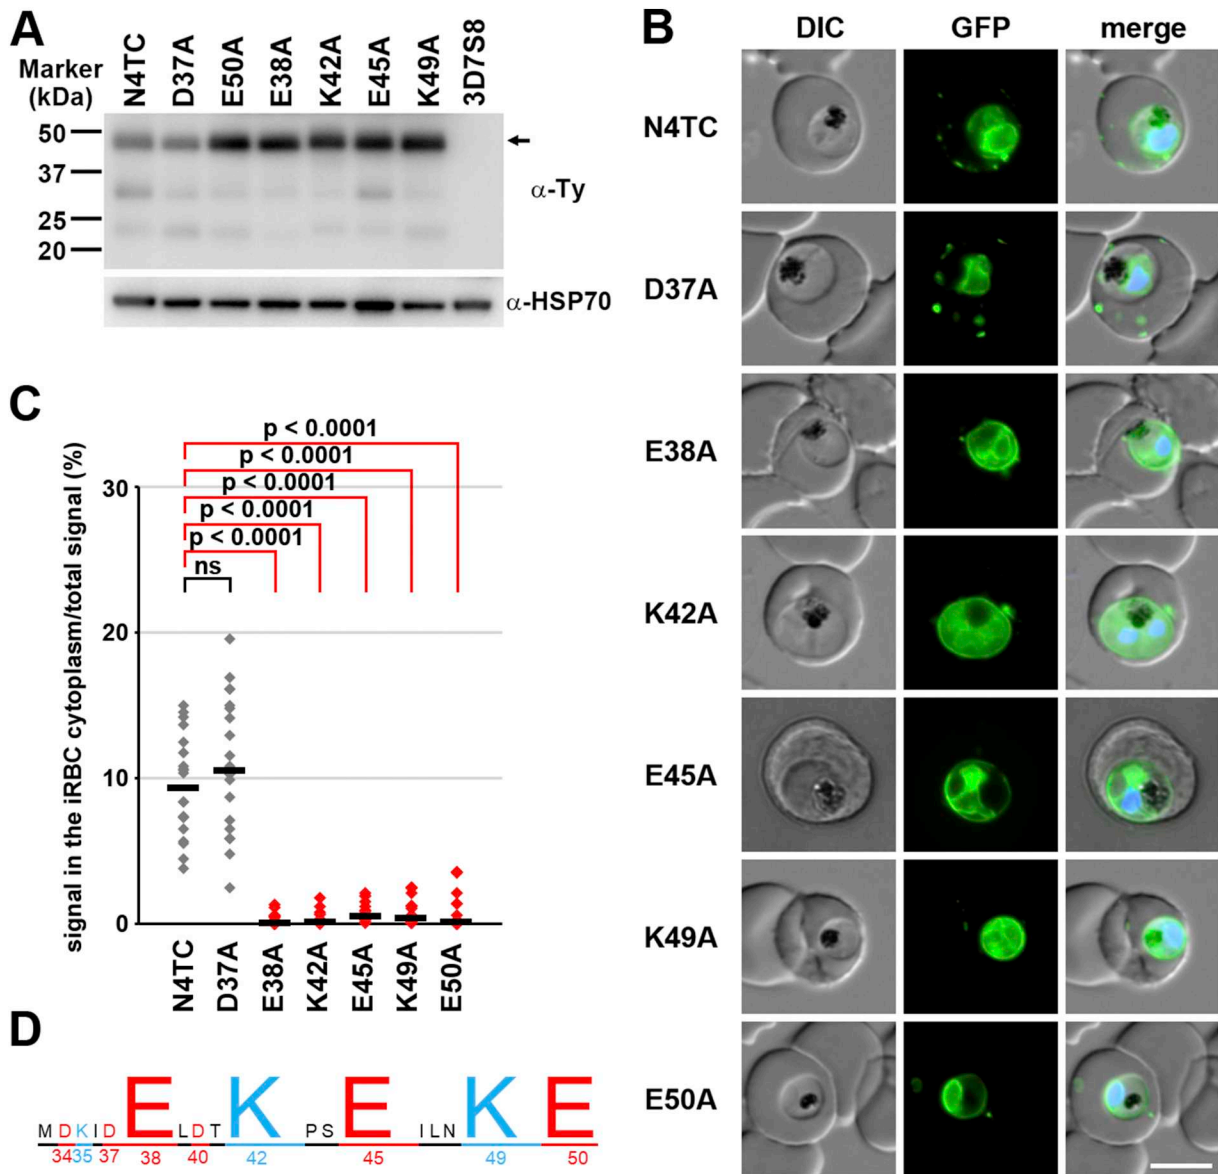 A
Marker
(kDa)
N4TC
D37A
E50A
E38A
K42A
E45A
K49A
3D7S8
50
37
25
20
α-Ty
α-HSP70
B
DIC GFP merge
N4TC
D37A
E38A
K42A
E45A
K49A
E50A
C
signal in the iRBC cytoplasm/total signal (%)
p < 0.0001
p < 0.0001
p < 0.0001
p < 0.0001
p < 0.0001
ns
30
20
10
0
N4TC
D37A
E38A
K42A
E45A
K49A
E50A
D
M D K I D E L D T K P S E I L N K E
34 35 37 38 40 42 45 49 50